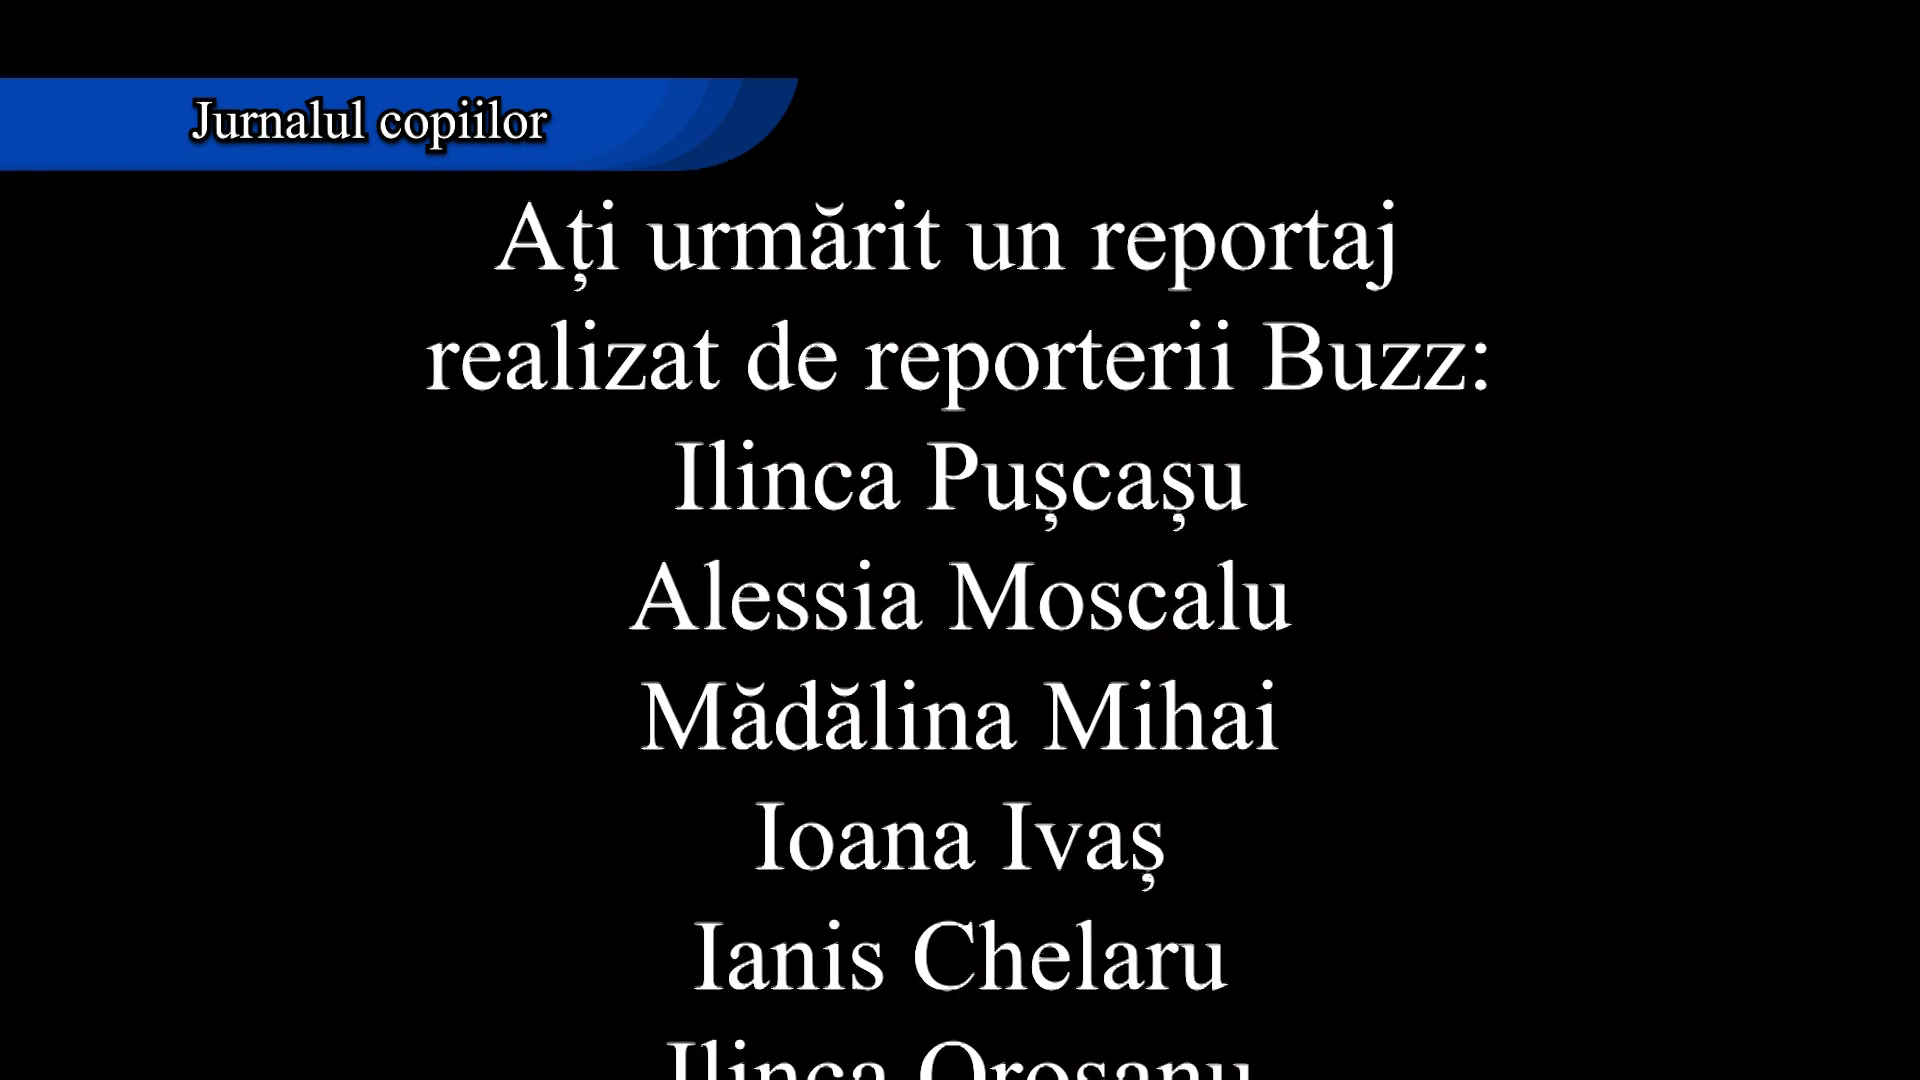 Jurnalul copiilor
Ați urmărit un reportaj
realizat de reporterii Buzz:
Ilinca Pușcașu
Alessia Moscalu
Mădălina Mihai
Ioana Ivaș
Ianis Chelaru
Ilinca